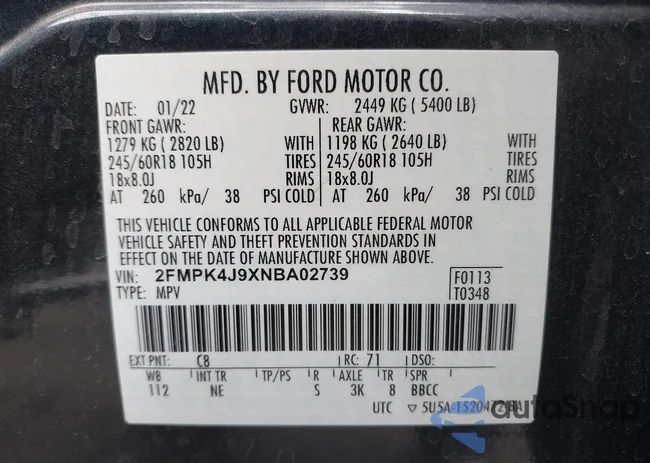 MFD. BY FORD MOTOR CO.
DATE: 01/22 GVWR: 2449 KG ( 5400 LB)
FRONT GAWR: REAR GAWR:
1279 KG ( 2820 LB) WITH 1198 KG ( 2640 LB) WITH
245/60R18 105H TIRES 245/60R18 105H TIRES
18x8.0J RIMS 18x8.0J RIMS
AT 260 kPa/ 38 PSI COLD AT 260 kPa/ 38 PSI COLD
THIS VEHICLE CONFORMS TO ALL APPLICABLE FEDERAL MOTOR
VEHICLE SAFETY AND THEFT PREVENTION STANDARDS IN
EFFECT ON THE DATE OF MANUFACTURE SHOWN ABOVE.
VIN: 2FMPK4J9XNBA02739 F0113
TYPE: MPV T0348
EXT PNT: C8 RC: 71 DSO:
WB INT TR TP/PS R AXLE TR SPR
112 NE S 3K 8 BBCC
UTC
autoSnap